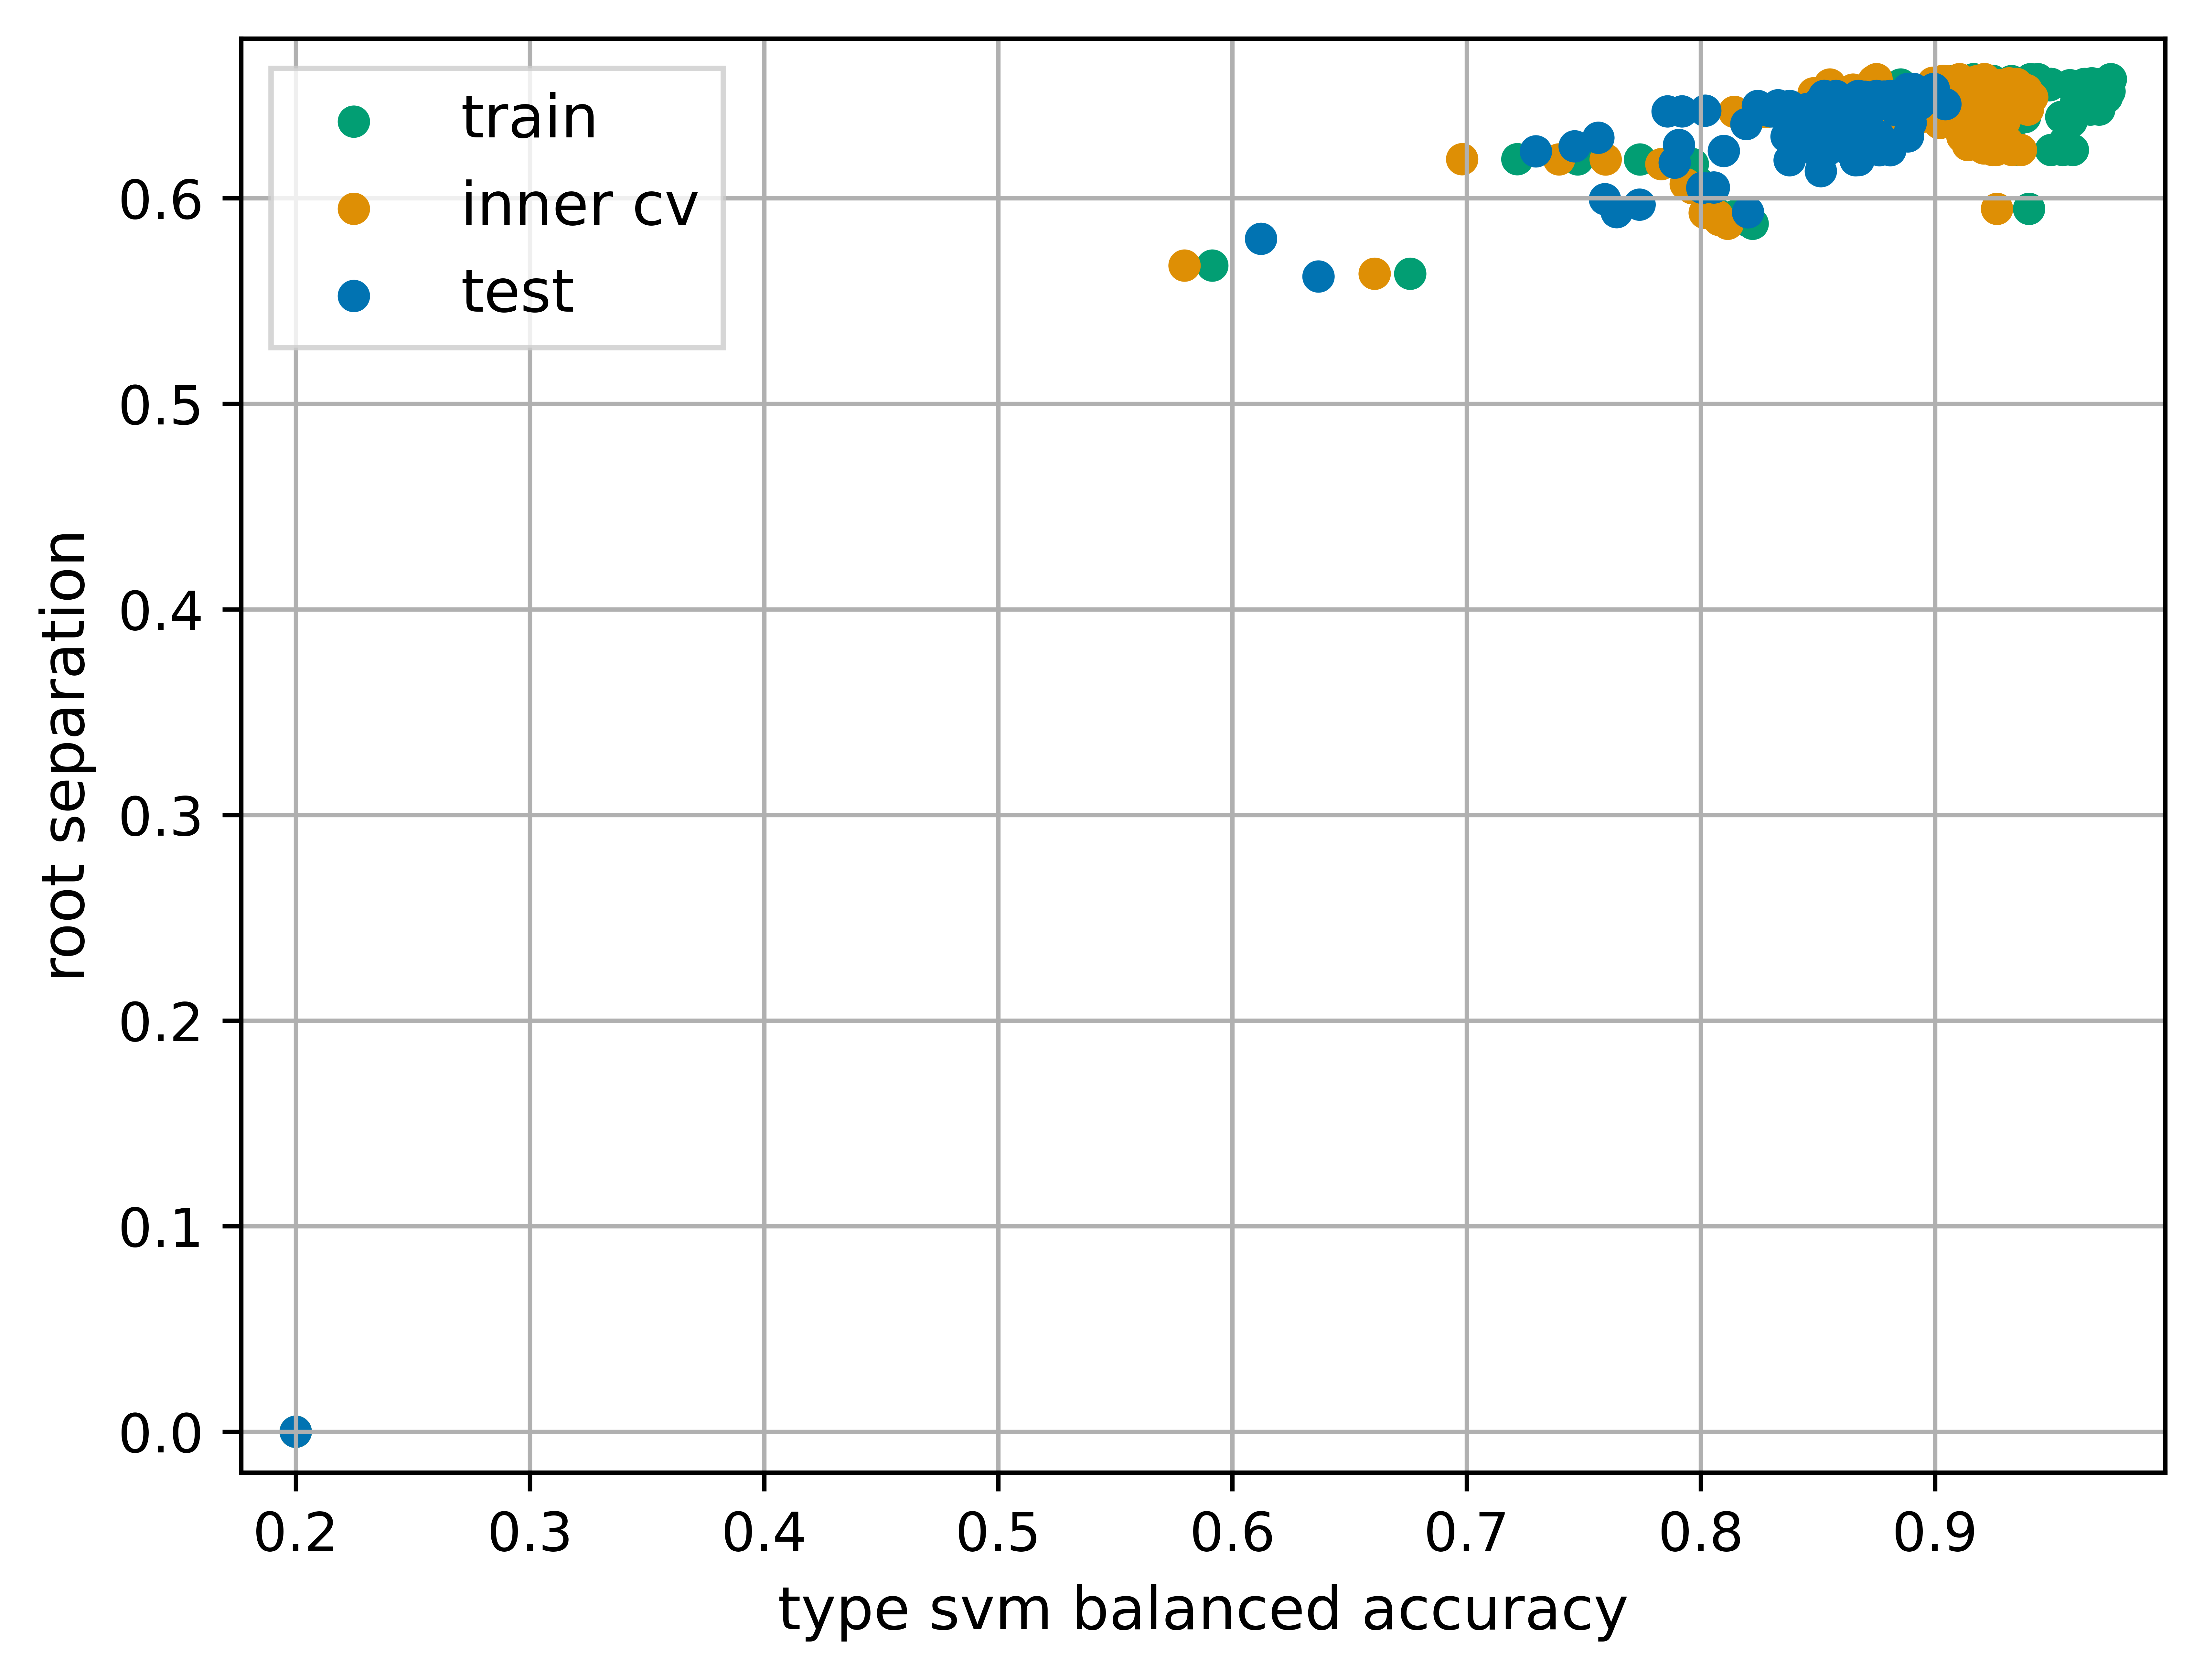 train
inner cv
test
0.6
0.5
0.4
0.3
0.2
0.1
0.0
root separation
0.2 0.3 0.4 0.5 0.6 0.7 0.8 0.9
type svm balanced accuracy